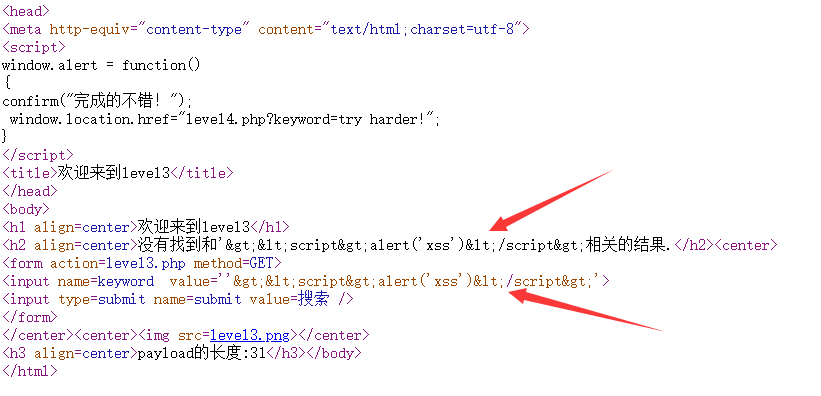 <head>
<meta http-equiv="content-type" content="text/html;charset=utf-8">
<script>
window.alert = function()
{
confirm("完成的不错！");
 window.location.href="level4.php?keyword=try harder!";
}
</script>
<title>欢迎来到level3</title>
</head>
<body>
<h1 align=center>欢迎来到level3</h1>
<h2 align=center>没有找到和'&gt;&lt;script&gt;alert('xss')&lt;/script&gt;相关的结果.</h2><center>
<form action=level3.php method=GET>
<input name=keyword  value=''&gt;&lt;script&gt;alert('xss')&lt;/script&gt;'>
<input type=submit name=submit value=搜索 />
</form>
</center><center><img src=level3.png></center>
<h3 align=center>payload的长度:31</h3></body>
</html>